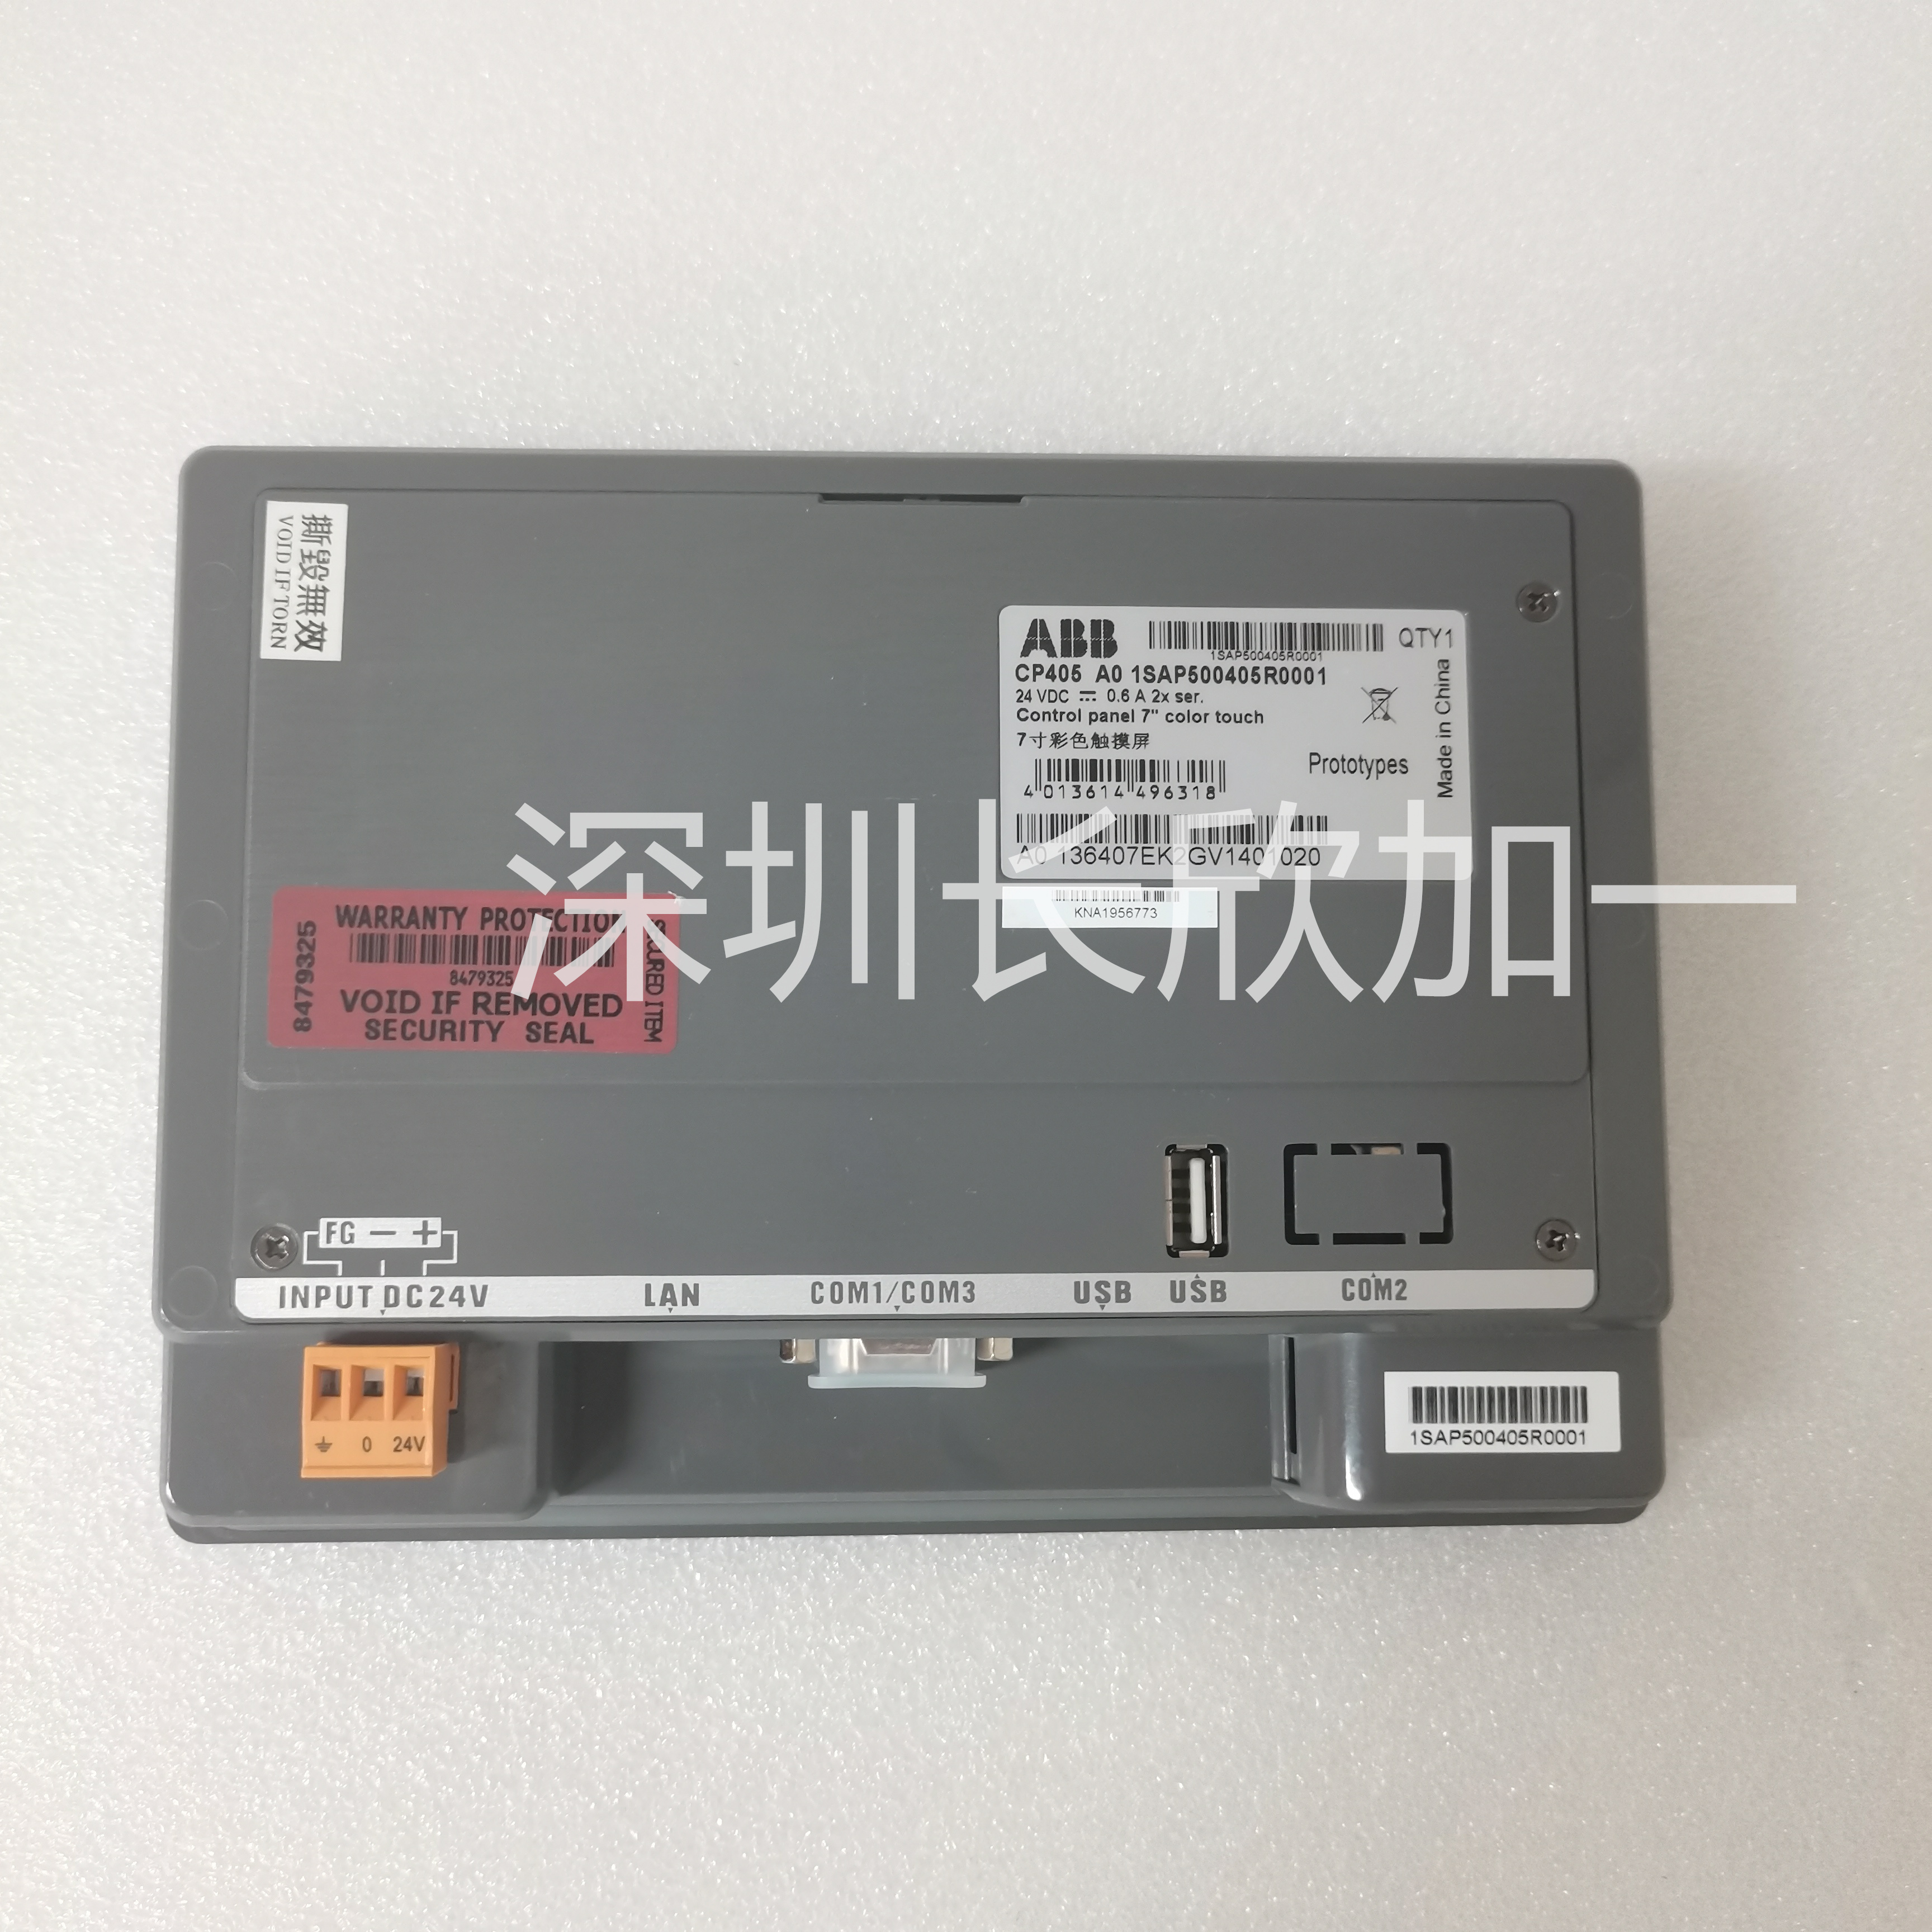 撕毀無效
VOID IF TORN
ABB
QTY1
1SAP500405R0001
CP405 A0 1SAP500405R0001
24 VDC ⎓ 0.6 A 2x ser.
Control panel 7" color touch
7寸彩色触摸屏
Prototypes
Made in China
4 013614 496318
A0 136407EK2GV1401020
KNA1956773
深圳长欣加一
WARRANTY PROTECTION
8479325
8479325
VOID IF REMOVED
SECURITY SEAL
SECURED ITEM
FG − +
INPUT DC24V
LAN
COM1/COM3
USB
USB
COM2
0 24V
1SAP500405R0001